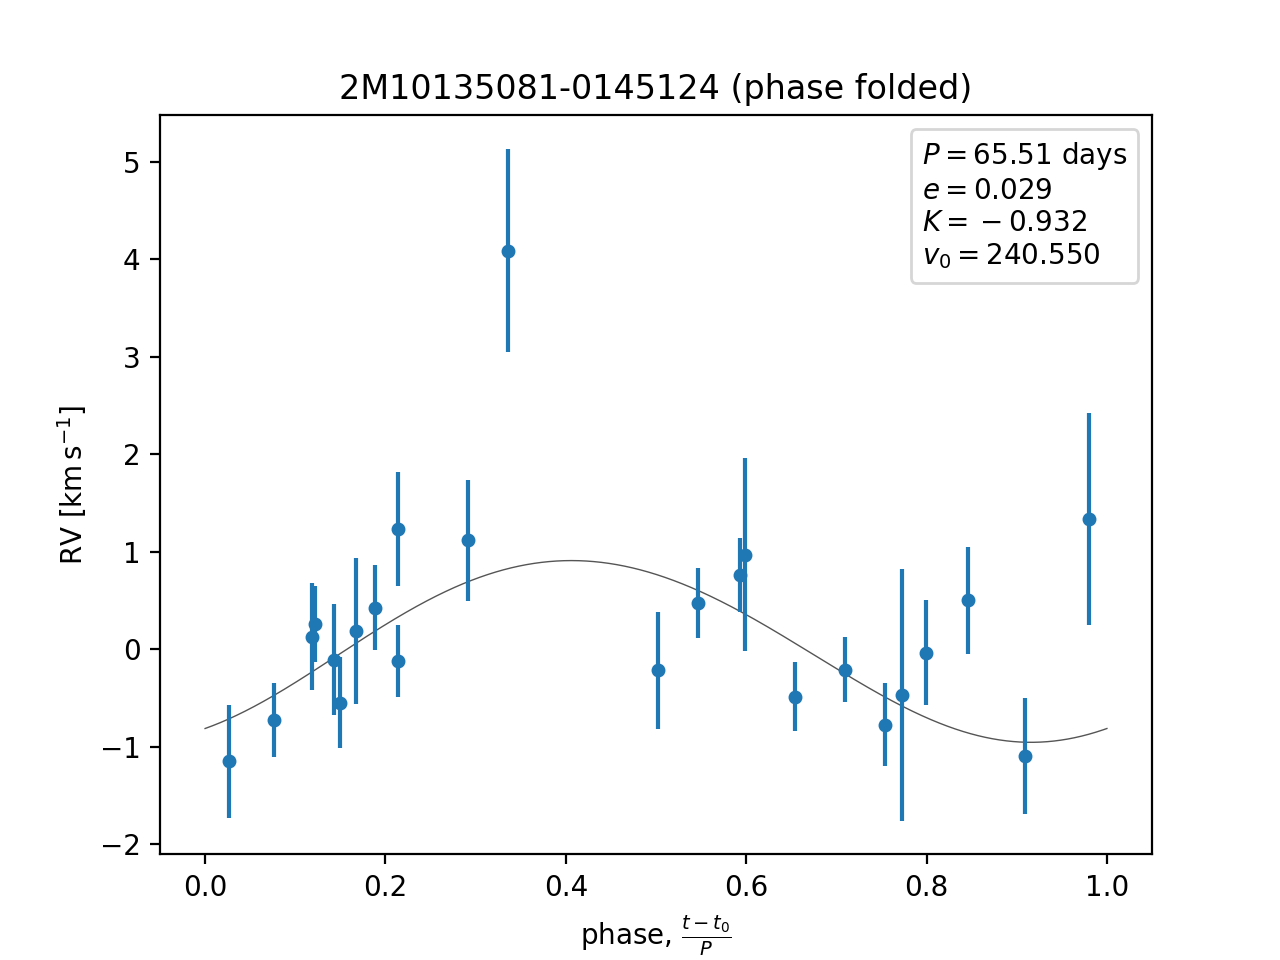 2M10135081-0145124 (phase folded)
P = 65.51 days
e = 0.029
K = −0.932
v₀ = 240.550
5
4
3
2
1
0
−1
−2
RV [km s⁻¹]
0.0 0.2 0.4 0.6 0.8 1.0
phase, (t − t₀)/P